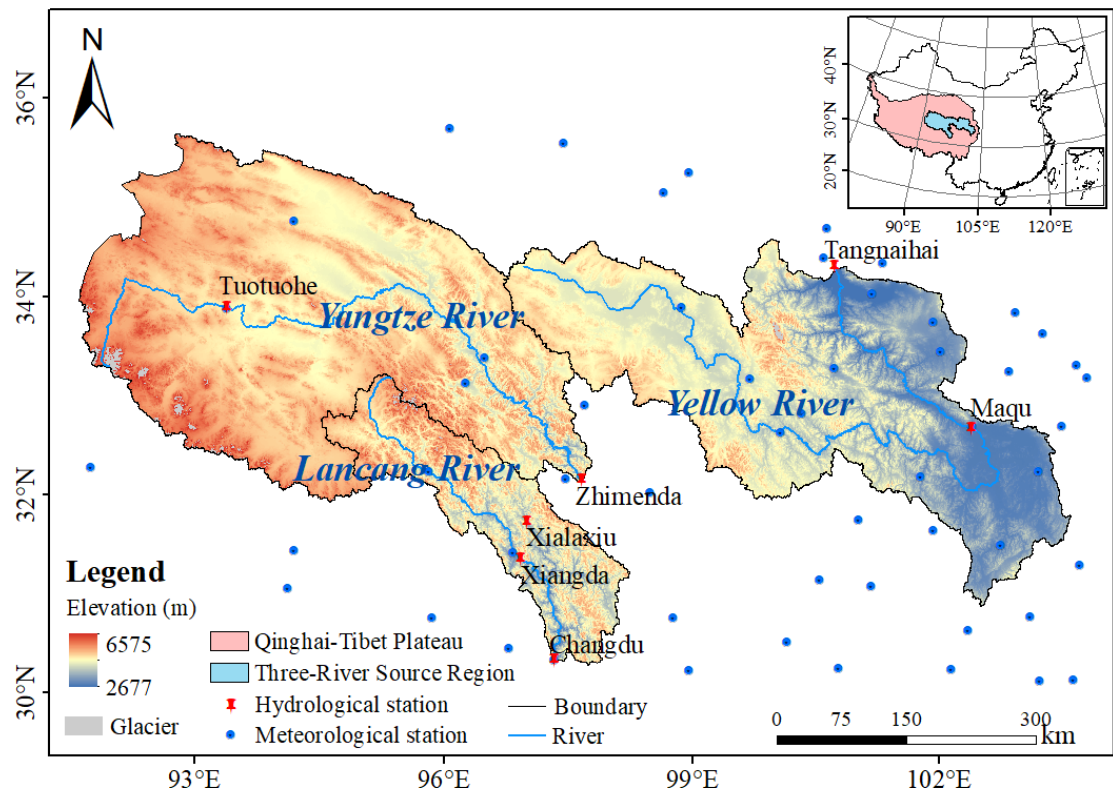 N
36°N
34°N
32°N
30°N
93°E
96°E
99°E
102°E
40°N
30°N
20°N
90°E
105°E
120°E
Tangnaihai
Tuotuohe
Yangtze River
Yellow River
Maqu
Lancang River
Zhimenda
Xialaxiu
Xiangda
Changdu
Legend
Elevation (m)
6575
2677
Glacier
Qinghai-Tibet Plateau
Three-River Source Region
Hydrological station
Meteorological station
Boundary
River
0 75 150 300
km